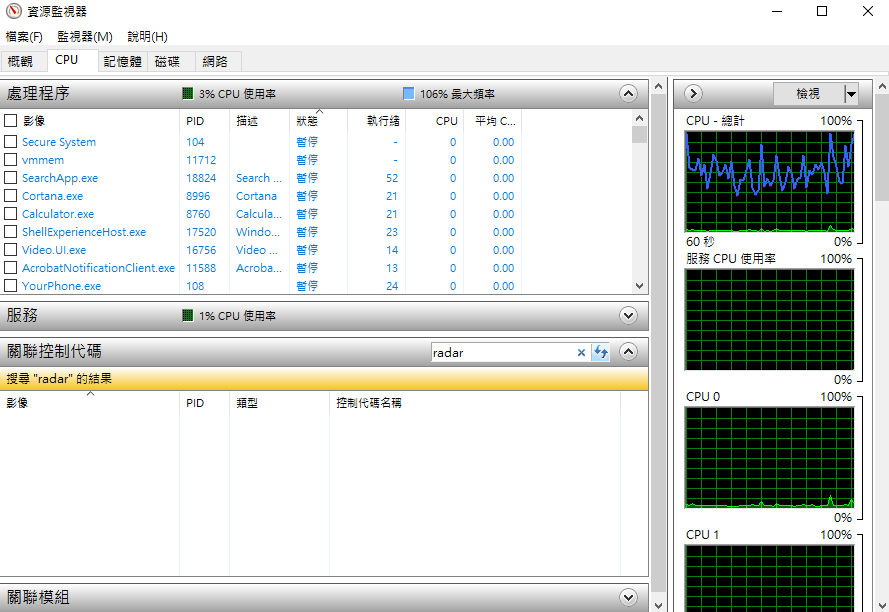 資源監視器
檔案(F) 監視器(M) 說明(H)
概觀 CPU 記憶體 磁碟 網路
處理程序 3% CPU 使用率 106% 最大頻率
影像 PID 描述 狀態 執行緒 CPU 平均 C...
Secure System 104 暫停 - 0 0.00
vmmem 11712 暫停 - 0 0.00
SearchApp.exe 18824 Search ... 暫停 52 0 0.00
Cortana.exe 8996 Cortana 暫停 21 0 0.00
Calculator.exe 8760 Calcula... 暫停 21 0 0.00
ShellExperienceHost.exe 17520 Windo... 暫停 23 0 0.00
Video.UI.exe 16756 Video ... 暫停 14 0 0.00
AcrobatNotificationClient.exe 11588 Acroba... 暫停 13 0 0.00
YourPhone.exe 108 暫停 24 0 0.00
服務 1% CPU 使用率
關聯控制代碼 radar
搜尋 "radar" 的結果
影像 PID 類型 控制代碼名稱
關聯模組
檢視
CPU - 總計 100%
60 秒 0%
服務 CPU 使用率 100%
0%
CPU 0 100%
0%
CPU 1 100%